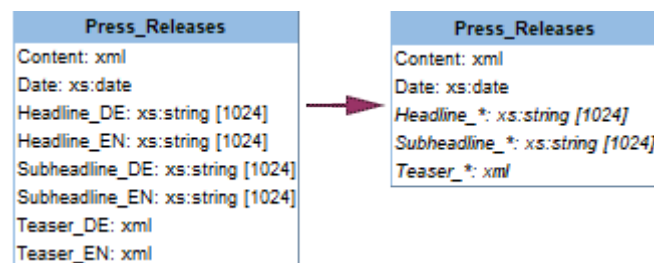 Press_Releases
Content: xml
Date: xs:date
Headline_DE: xs:string [1024]
Headline_EN: xs:string [1024]
Subheadline_DE: xs:string [1024]
Subheadline_EN: xs:string [1024]
Teaser_DE: xml
Teaser_EN: xml
Press_Releases
Content: xml
Date: xs:date
Headline_*: xs:string [1024]
Subheadline_*: xs:string [1024]
Teaser_*: xml